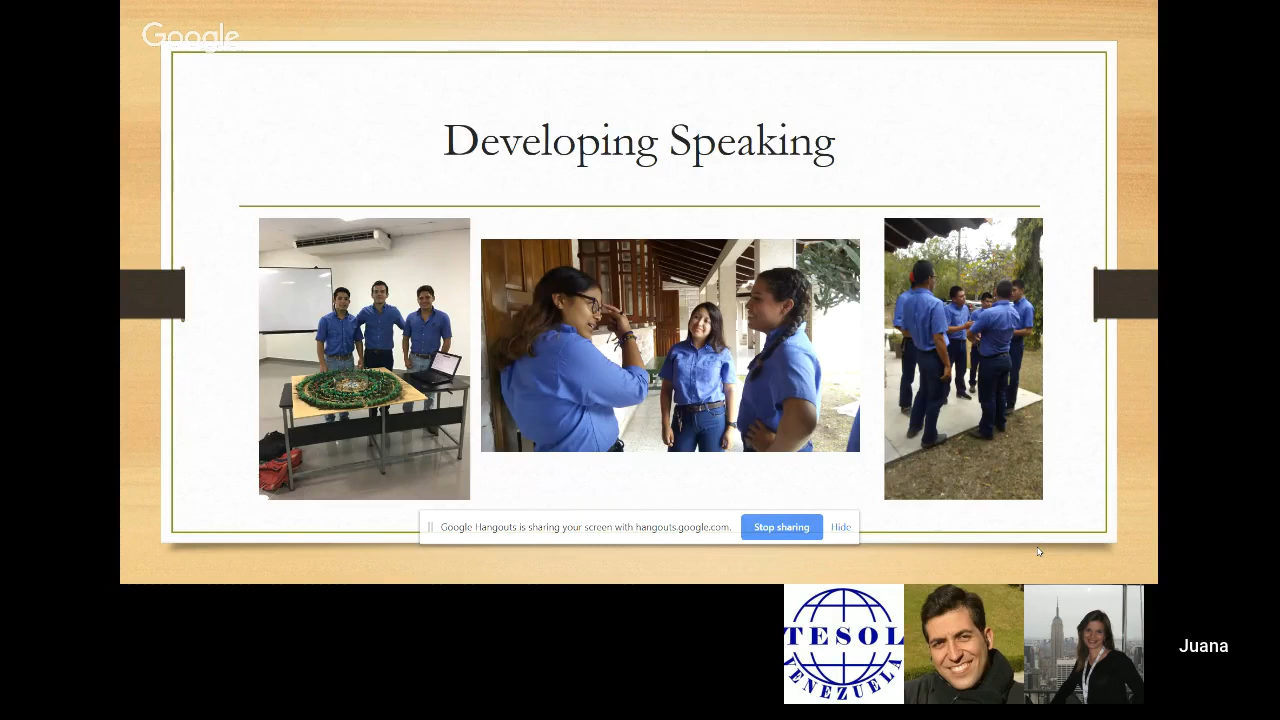 Google
Developing Speaking
Google Hangouts is sharing your screen with hangouts.google.com.
Stop sharing
Hide
TESOL
VENEZUELA
Juana